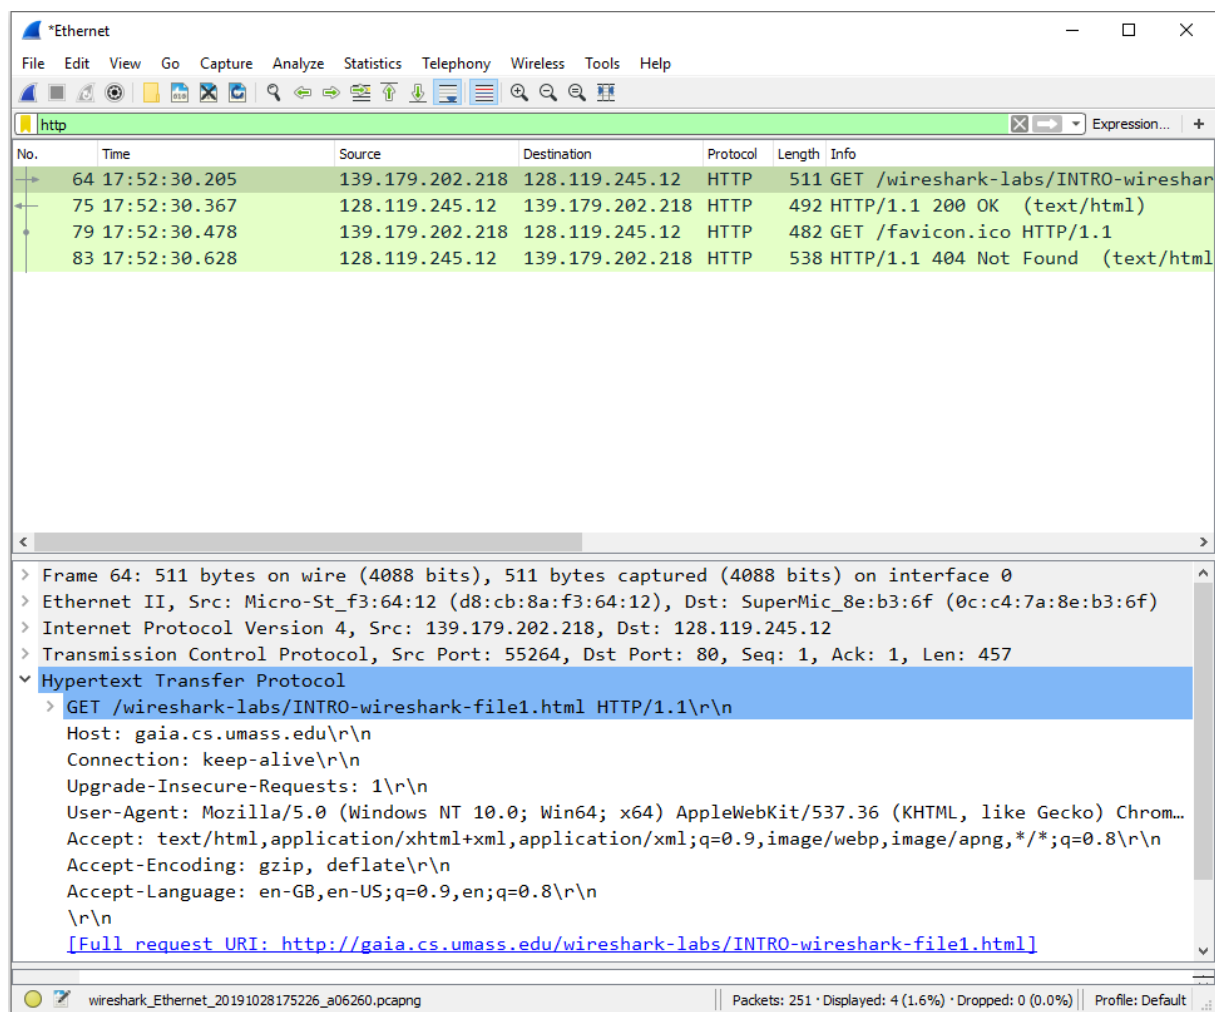 *Ethernet
File Edit View Go Capture Analyze Statistics Telephony Wireless Tools Help
http Expression... +
No. Time Source Destination Protocol Length Info
64 17:52:30.205 139.179.202.218 128.119.245.12 HTTP 511 GET /wireshark-labs/INTRO-wireshar
75 17:52:30.367 128.119.245.12 139.179.202.218 HTTP 492 HTTP/1.1 200 OK (text/html)
79 17:52:30.478 139.179.202.218 128.119.245.12 HTTP 482 GET /favicon.ico HTTP/1.1
83 17:52:30.628 128.119.245.12 139.179.202.218 HTTP 538 HTTP/1.1 404 Not Found (text/html
Frame 64: 511 bytes on wire (4088 bits), 511 bytes captured (4088 bits) on interface 0
Ethernet II, Src: Micro-St_f3:64:12 (d8:cb:8a:f3:64:12), Dst: SuperMic_8e:b3:6f (0c:c4:7a:8e:b3:6f)
Internet Protocol Version 4, Src: 139.179.202.218, Dst: 128.119.245.12
Transmission Control Protocol, Src Port: 55264, Dst Port: 80, Seq: 1, Ack: 1, Len: 457
Hypertext Transfer Protocol
GET /wireshark-labs/INTRO-wireshark-file1.html HTTP/1.1\r\n
Host: gaia.cs.umass.edu\r\n
Connection: keep-alive\r\n
Upgrade-Insecure-Requests: 1\r\n
User-Agent: Mozilla/5.0 (Windows NT 10.0; Win64; x64) AppleWebKit/537.36 (KHTML, like Gecko) Chrom…
Accept: text/html,application/xhtml+xml,application/xml;q=0.9,image/webp,image/apng,*/*;q=0.8\r\n
Accept-Encoding: gzip, deflate\r\n
Accept-Language: en-GB,en-US;q=0.9,en;q=0.8\r\n
\r\n
[Full request URI: http://gaia.cs.umass.edu/wireshark-labs/INTRO-wireshark-file1.html]
wireshark_Ethernet_20191028175226_a06260.pcapng Packets: 251 · Displayed: 4 (1.6%) · Dropped: 0 (0.0%) Profile: Default